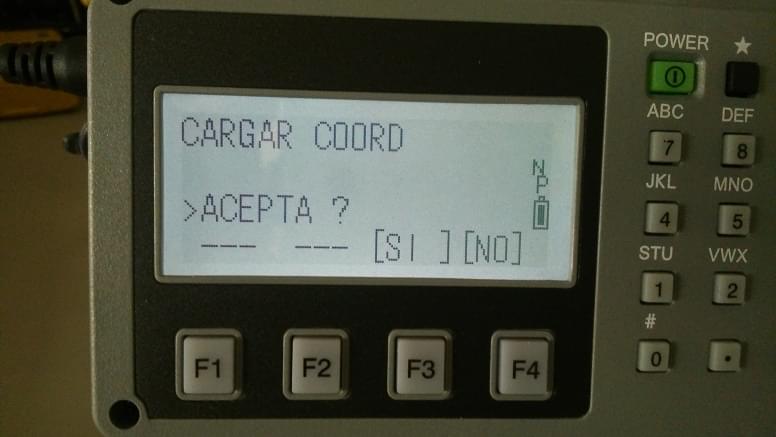 CARGAR COORD
N
P
>ACEPTA ?
--- --- [SI ] [NO]
F1 F2 F3 F4
POWER ★
ABC DEF
7 8
JKL MNO
4 5
STU VWX
1 2
#
0 .